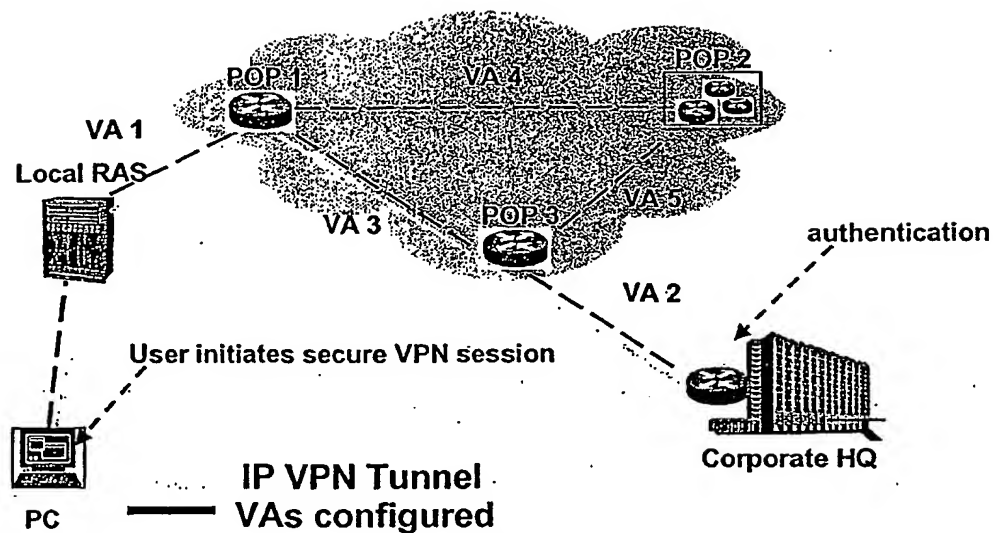 POP 1
VA 4
POP 2
VA 1
Local RAS
VA 3
POP 3
VA 5
authentication
VA 2
User initiates secure VPN session
Corporate HQ
IP VPN Tunnel
PC
VAs configured